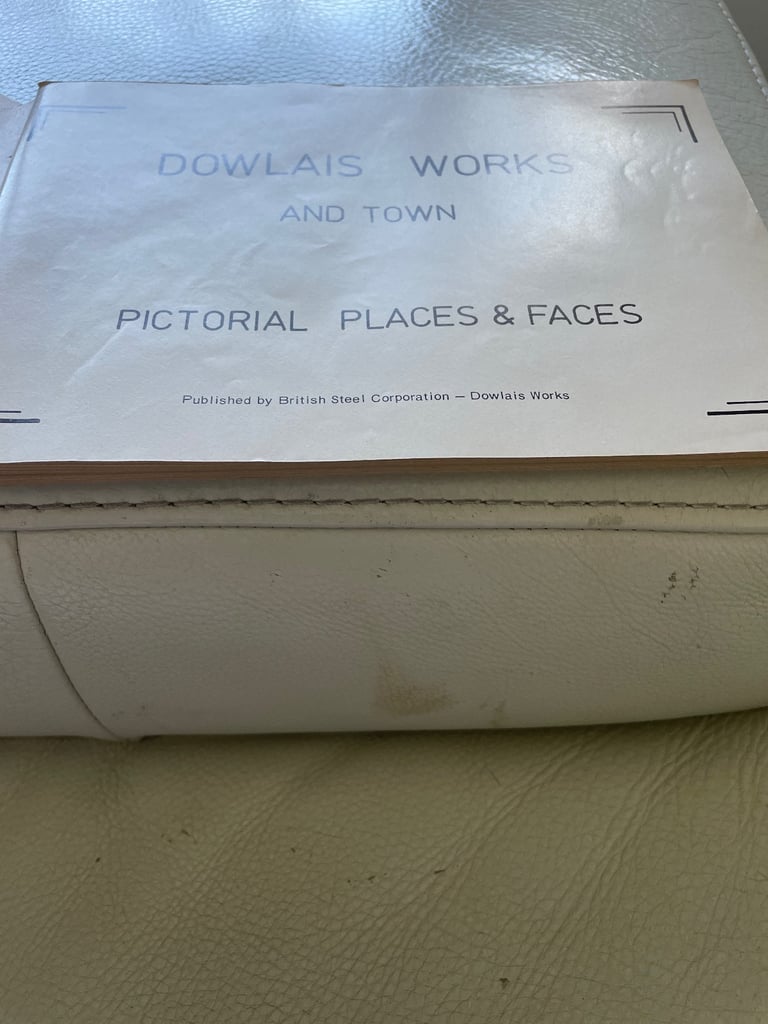 DOWLAIS WORKS
AND TOWN
PICTORIAL PLACES & FACES
Published by British Steel Corporation — Dowlais Works